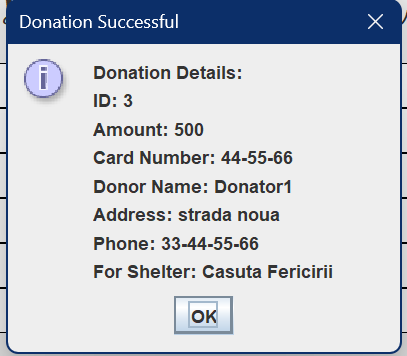 Donation Successful
Donation Details:
ID: 3
Amount: 500
Card Number: 44-55-66
Donor Name: Donator1
Address: strada noua
Phone: 33-44-55-66
For Shelter: Casuta Fericirii
OK